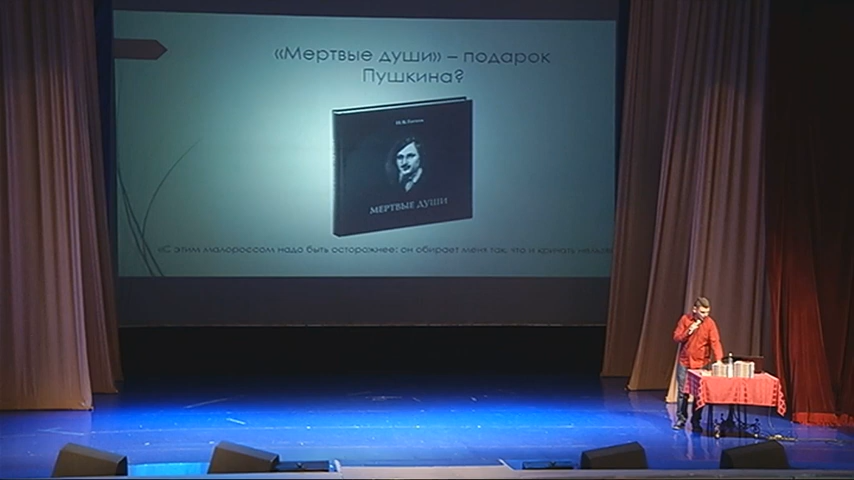 «Мертвые души» – подарок
Пушкина?
Н.В. Гоголь
МЕРТВЫЕ ДУШИ
«С этим малороссом надо быть осторожнее: он обирает меня так, что и кричать нельзя